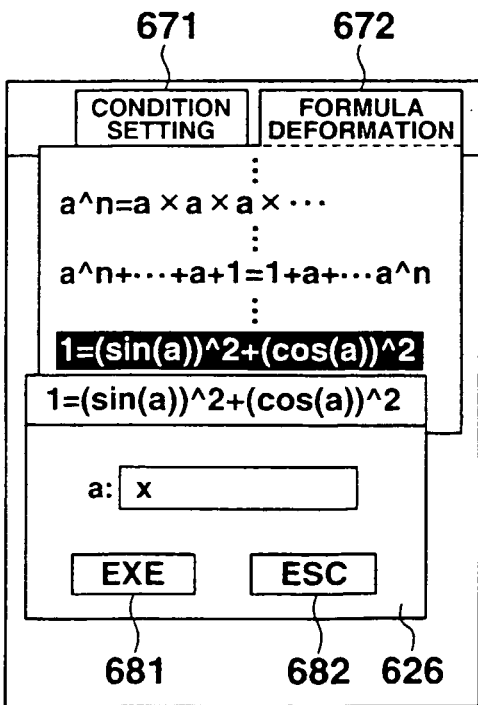 671 672
CONDITION SETTING FORMULA DEFORMATION
⋮
a^n=a×a×a×···
⋮
a^n+···+a+1=1+a+···a^n
⋮
1=(sin(a))^2+(cos(a))^2
1=(sin(a))^2+(cos(a))^2
a: x
EXE ESC
681 682 626